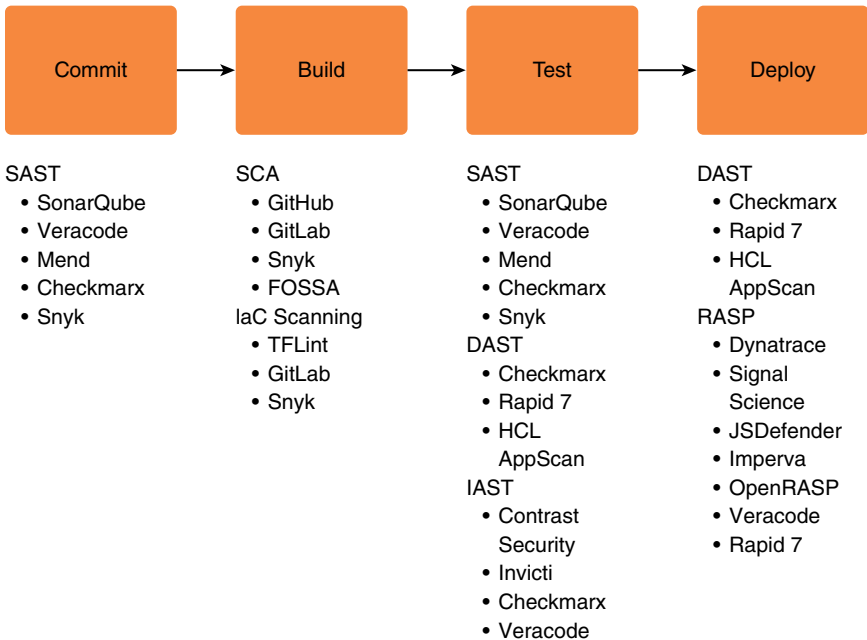 Commit
Build
Test
Deploy
SAST
• SonarQube
• Veracode
• Mend
• Checkmarx
• Snyk
SCA
• GitHub
• GitLab
• Snyk
• FOSSA
IaC Scanning
• TFLint
• GitLab
• Snyk
SAST
• SonarQube
• Veracode
• Mend
• Checkmarx
• Snyk
DAST
• Checkmarx
• Rapid 7
• HCL
AppScan
IAST
• Contrast
Security
• Invicti
• Checkmarx
• Veracode
DAST
• Checkmarx
• Rapid 7
• HCL
AppScan
RASP
• Dynatrace
• Signal
Science
• JSDefender
• Imperva
• OpenRASP
• Veracode
• Rapid 7